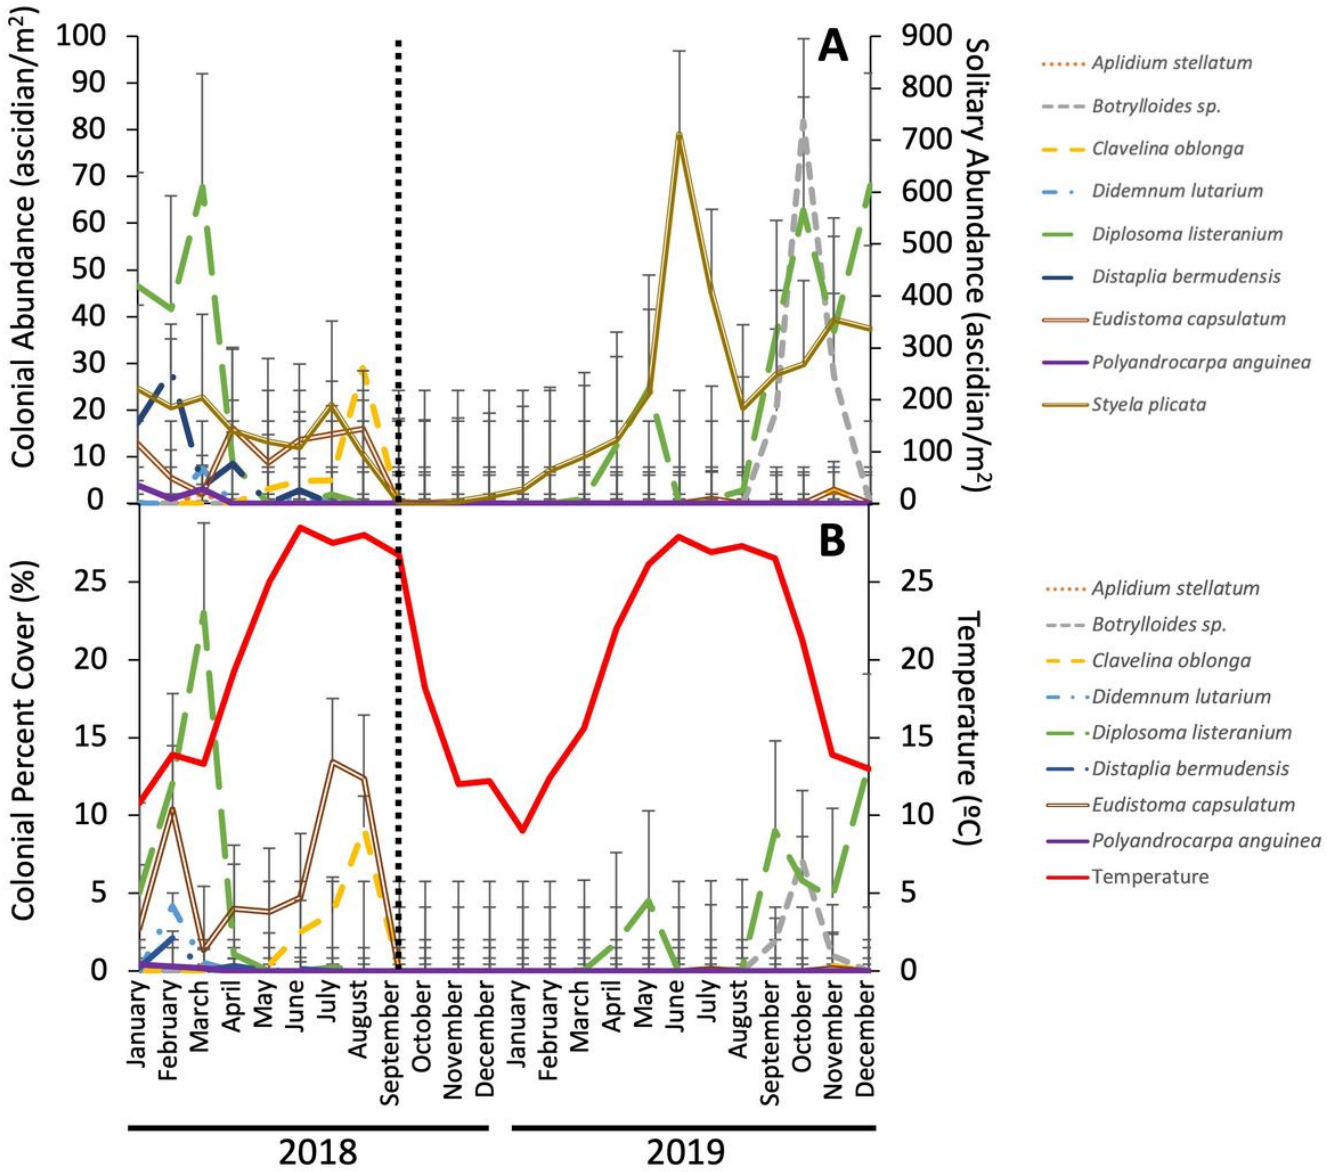 A
Colonial Abundance (ascidian/m²)
100
90
80
70
60
50
40
30
20
10
0
900
800
700
600
500
400
300
200
100
0
Solitary Abundance (ascidian/m²)
Aplidium stellatum
Botrylloides sp.
Clavelina oblonga
Didemnum lutarium
Diplosoma listeranium
Distaplia bermudensis
Eudistoma capsulatum
Polyandrocarpa anguinea
Styela plicata
B
Colonial Percent Cover (%)
25
20
15
10
5
0
25
20
15
10
5
0
Temperature (ºC)
Aplidium stellatum
Botrylloides sp.
Clavelina oblonga
Didemnum lutarium
Diplosoma listeranium
Distaplia bermudensis
Eudistoma capsulatum
Polyandrocarpa anguinea
Temperature
January
February
March
April
May
June
July
August
September
October
November
December
January
February
March
April
May
June
July
August
September
October
November
December
2018
2019